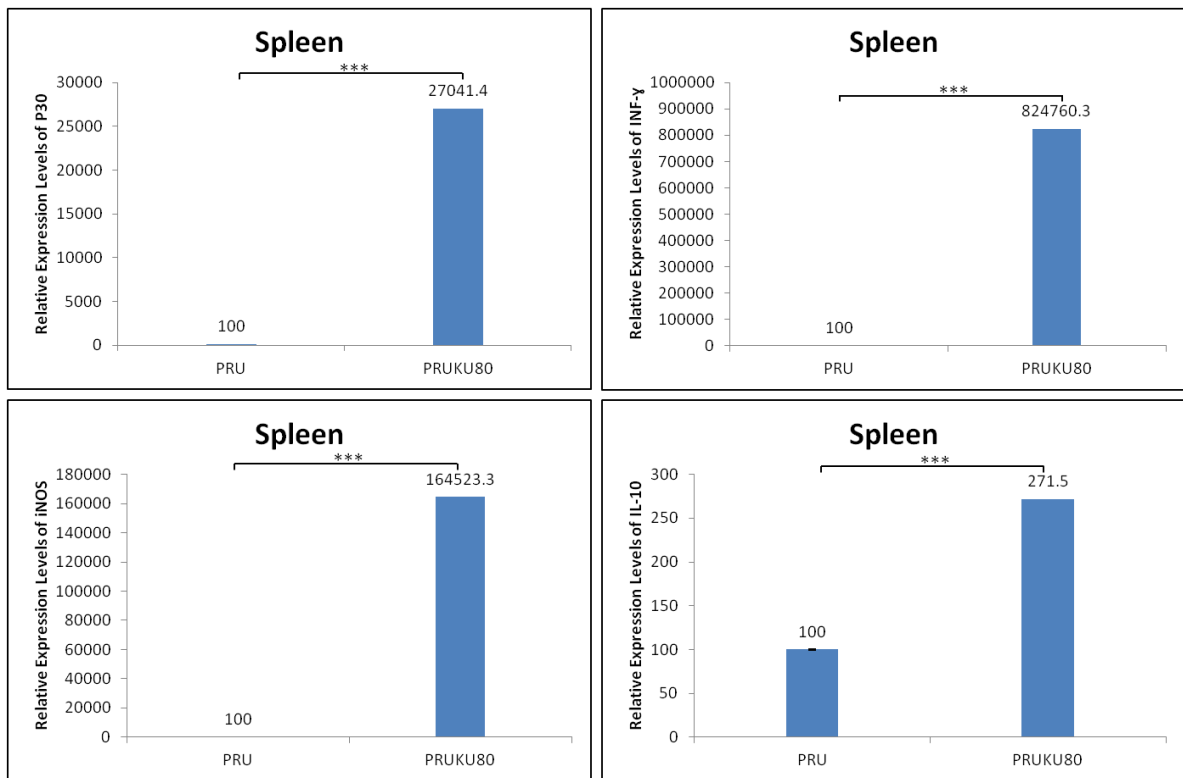 Spleen
***
Relative Expression Levels of P30
30000
25000
20000
15000
10000
5000
0
27041.4
100
PRU
PRUKU80
Spleen
***
Relative Expression Levels of INF-ɣ
1000000
900000
800000
700000
600000
500000
400000
300000
200000
100000
0
824760.3
100
PRU
PRUKU80
Spleen
***
Relative Expression Levels of iNOS
180000
160000
140000
120000
100000
80000
60000
40000
20000
0
164523.3
100
PRU
PRUKU80
Spleen
***
Relative Expression Levels of IL-10
300
250
200
150
100
50
0
271.5
100
PRU
PRUKU80